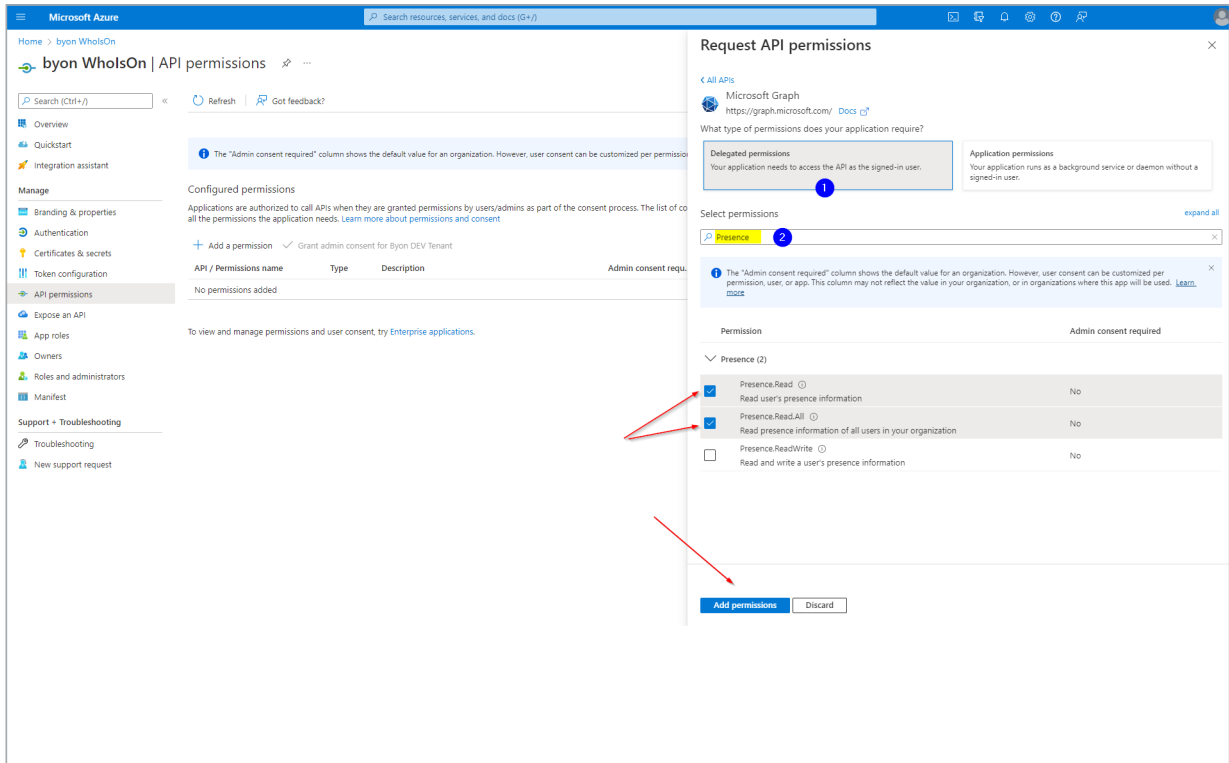 Microsoft Azure
Search resources, services, and docs (G+/)
Home > byon WhoIsOn
byon WhoIsOn | API permissions
Search (Ctrl+/)
Overview
Quickstart
Integration assistant
Manage
Branding & properties
Authentication
Certificates & secrets
Token configuration
API permissions
Expose an API
App roles
Owners
Roles and administrators
Manifest
Support + Troubleshooting
Troubleshooting
New support request
Refresh
Got feedback?
The "Admin consent required" column shows the default value for an organization. However, user consent can be customized per permission
Configured permissions
Applications are authorized to call APIs when they are granted permissions by users/admins as part of the consent process. The list of co
all the permissions the application needs. Learn more about permissions and consent
Add a permission
Grant admin consent for Byon DEV Tenant
API / Permissions name Type Description Admin consent requ...
No permissions added
To view and manage permissions and user consent, try Enterprise applications.
Request API permissions
All APIs
Microsoft Graph
https://graph.microsoft.com/ Docs
What type of permissions does your application require?
Delegated permissions
Your application needs to access the API as the signed-in user.
1
Application permissions
Your application runs as a background service or daemon without a
signed-in user.
Select permissions
expand all
Presence
2
The "Admin consent required" column shows the default value for an organization. However, user consent can be customized per
permission, user, or app. This column may not reflect the value in your organization, or in organizations where this app will be used. Learn
more
Permission Admin consent required
Presence (2)
Presence.Read
Read user's presence information
No
Presence.Read.All
Read presence information of all users in your organization
No
Presence.ReadWrite
Read and write a user's presence information
No
Add permissions
Discard